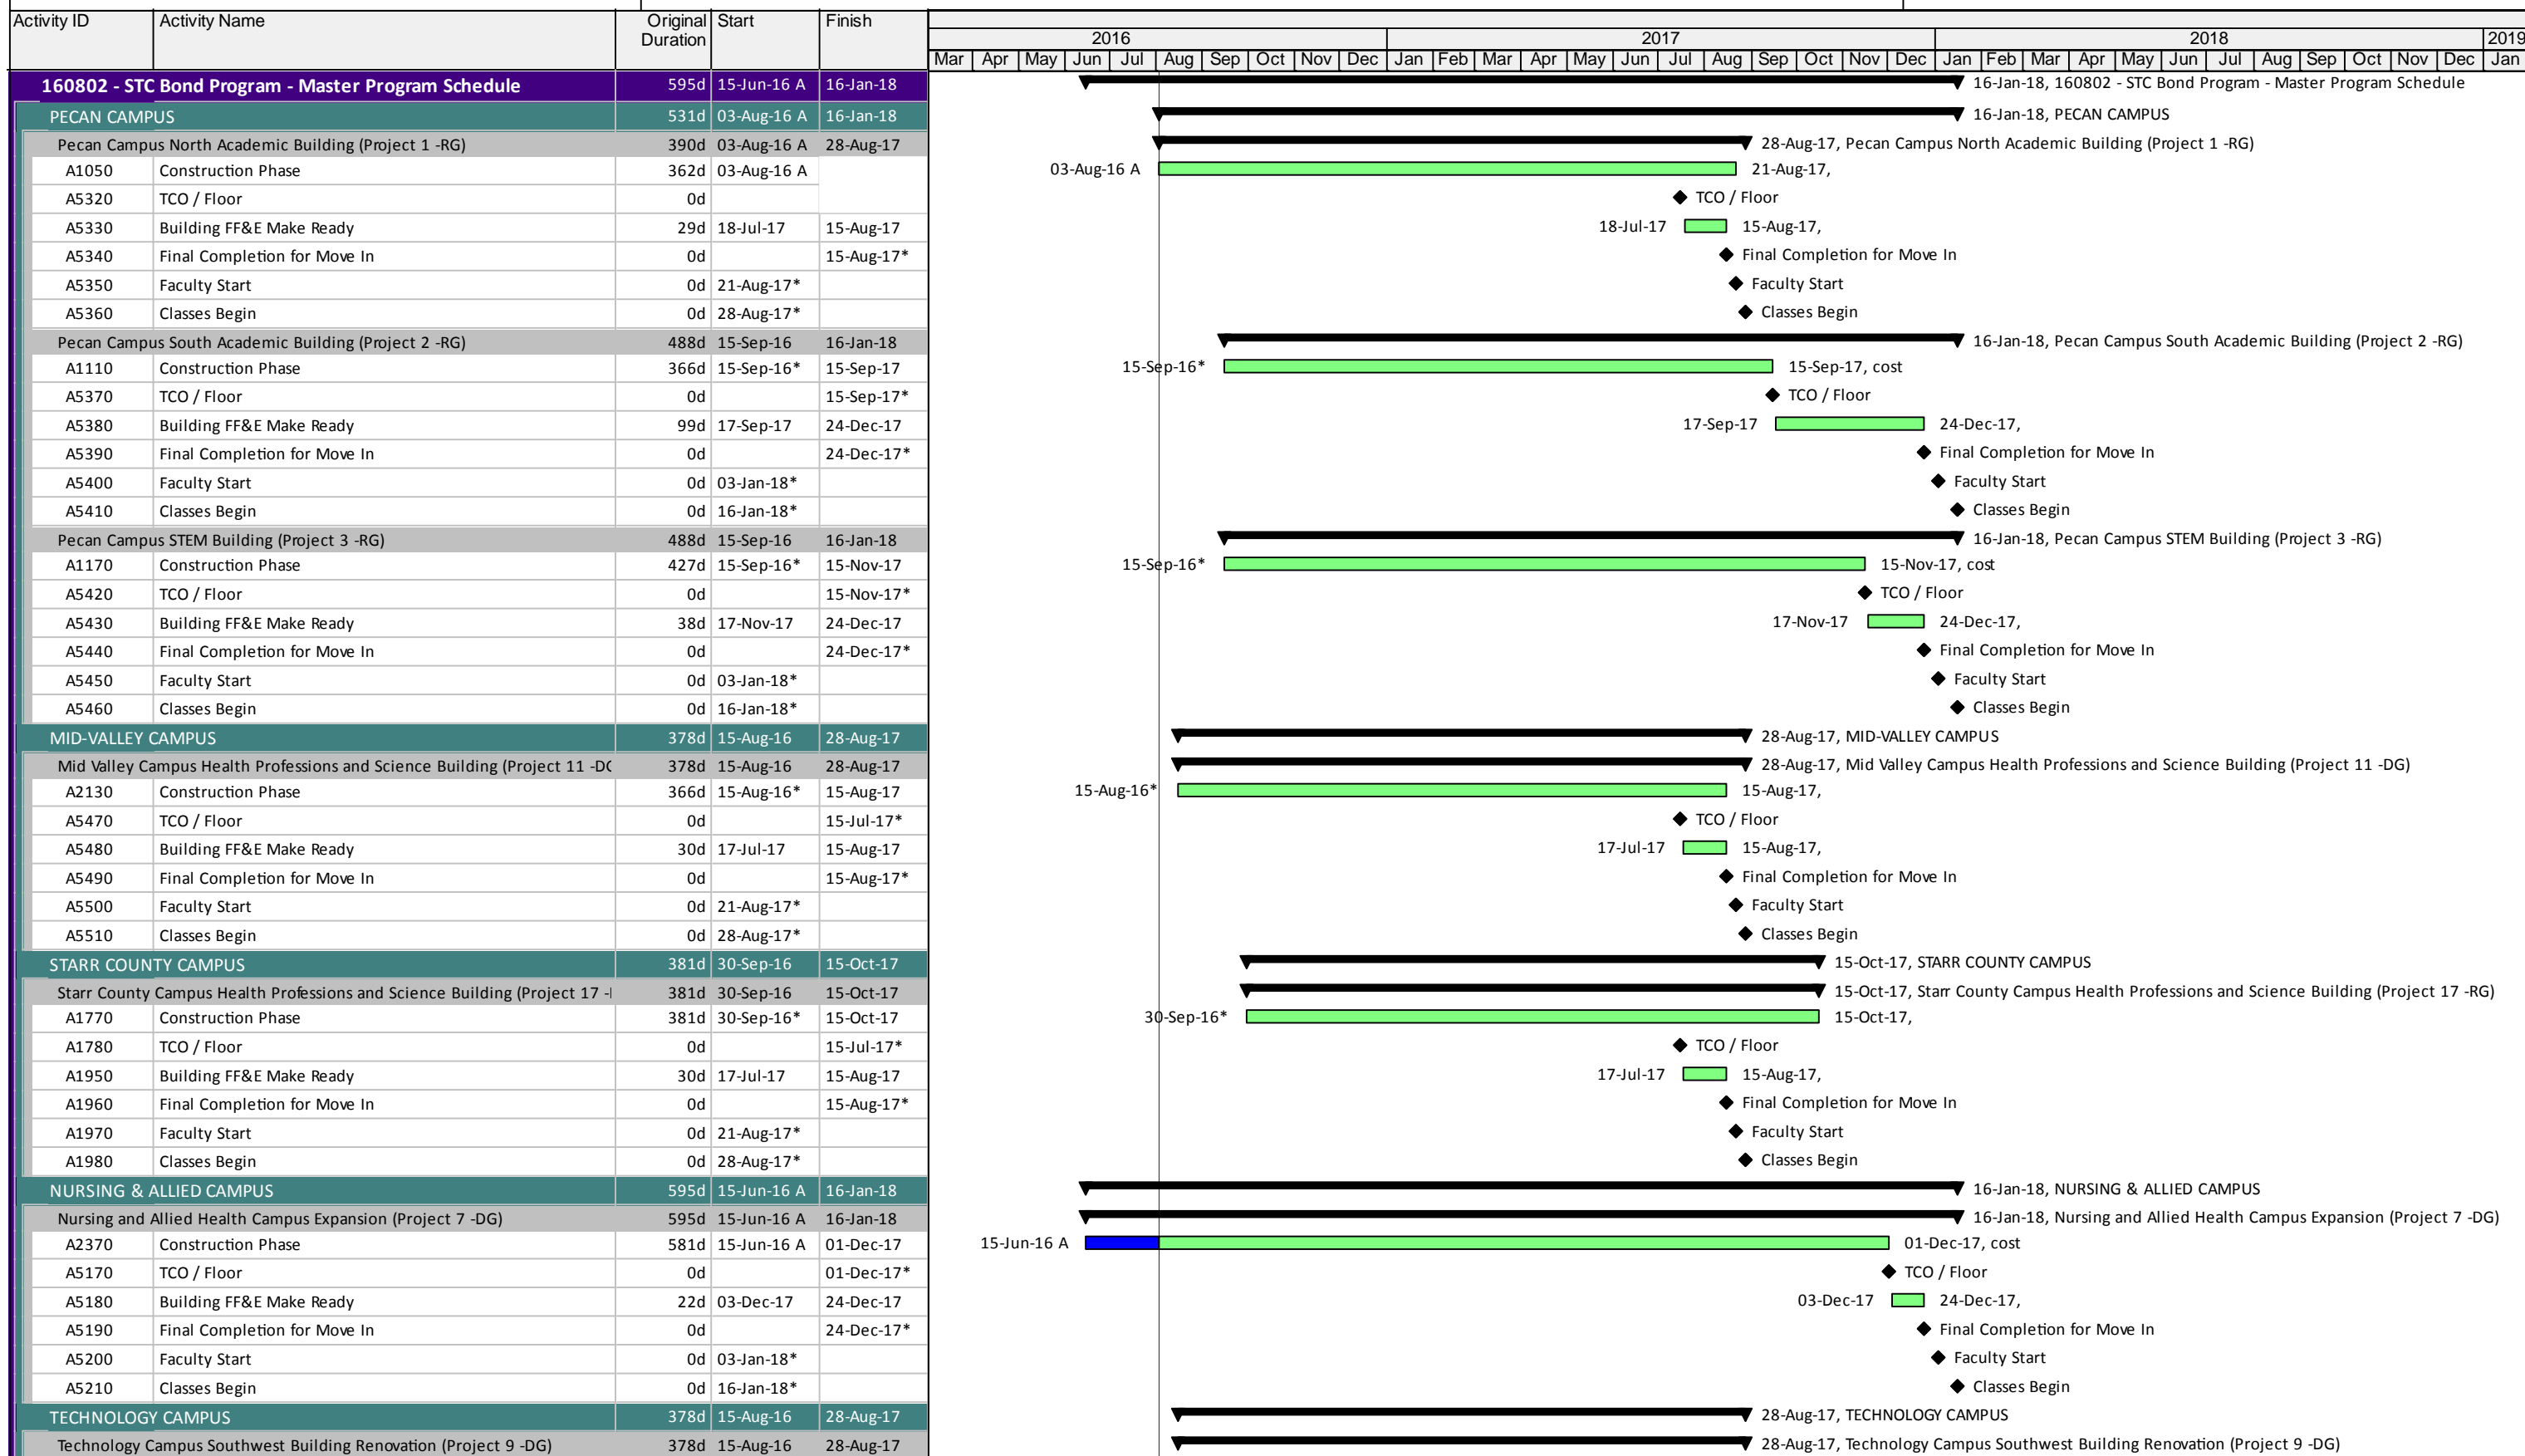 Activity ID Activity Name Original Duration Start Finish
2016 2017 2018 2019
Mar Apr May Jun Jul Aug Sep Oct Nov Dec Jan Feb Mar Apr May Jun Jul Aug Sep Oct Nov Dec Jan Feb Mar Apr May Jun Jul Aug Sep Oct Nov Dec Jan
160802 - STC Bond Program - Master Program Schedule 595d 15-Jun-16 A 16-Jan-18 16-Jan-18, 160802 - STC Bond Program - Master Program Schedule
PECAN CAMPUS 531d 03-Aug-16 A 16-Jan-18 16-Jan-18, PECAN CAMPUS
Pecan Campus North Academic Building (Project 1 -RG) 390d 03-Aug-16 A 28-Aug-17 28-Aug-17, Pecan Campus North Academic Building (Project 1 -RG)
A1050 Construction Phase 362d 03-Aug-16 A 03-Aug-16 A 21-Aug-17,
A5320 TCO / Floor 0d TCO / Floor
A5330 Building FF&E Make Ready 29d 18-Jul-17 15-Aug-17 18-Jul-17 15-Aug-17,
A5340 Final Completion for Move In 0d 15-Aug-17* Final Completion for Move In
A5350 Faculty Start 0d 21-Aug-17* Faculty Start
A5360 Classes Begin 0d 28-Aug-17* Classes Begin
Pecan Campus South Academic Building (Project 2 -RG) 488d 15-Sep-16 16-Jan-18 16-Jan-18, Pecan Campus South Academic Building (Project 2 -RG)
A1110 Construction Phase 366d 15-Sep-16* 15-Sep-17 15-Sep-16* 15-Sep-17, cost
A5370 TCO / Floor 0d 15-Sep-17* TCO / Floor
A5380 Building FF&E Make Ready 99d 17-Sep-17 24-Dec-17 17-Sep-17 24-Dec-17,
A5390 Final Completion for Move In 0d 24-Dec-17* Final Completion for Move In
A5400 Faculty Start 0d 03-Jan-18* Faculty Start
A5410 Classes Begin 0d 16-Jan-18* Classes Begin
Pecan Campus STEM Building (Project 3 -RG) 488d 15-Sep-16 16-Jan-18 16-Jan-18, Pecan Campus STEM Building (Project 3 -RG)
A1170 Construction Phase 427d 15-Sep-16* 15-Nov-17 15-Sep-16* 15-Nov-17, cost
A5420 TCO / Floor 0d 15-Nov-17* TCO / Floor
A5430 Building FF&E Make Ready 38d 17-Nov-17 24-Dec-17 17-Nov-17 24-Dec-17,
A5440 Final Completion for Move In 0d 24-Dec-17* Final Completion for Move In
A5450 Faculty Start 0d 03-Jan-18* Faculty Start
A5460 Classes Begin 0d 16-Jan-18* Classes Begin
MID-VALLEY CAMPUS 378d 15-Aug-16 28-Aug-17 28-Aug-17, MID-VALLEY CAMPUS
Mid Valley Campus Health Professions and Science Building (Project 11 -DG 378d 15-Aug-16 28-Aug-17 28-Aug-17, Mid Valley Campus Health Professions and Science Building (Project 11 -DG)
A2130 Construction Phase 366d 15-Aug-16* 15-Aug-17 15-Aug-16* 15-Aug-17,
A5470 TCO / Floor 0d 15-Jul-17* TCO / Floor
A5480 Building FF&E Make Ready 30d 17-Jul-17 15-Aug-17 17-Jul-17 15-Aug-17,
A5490 Final Completion for Move In 0d 15-Aug-17* Final Completion for Move In
A5500 Faculty Start 0d 21-Aug-17* Faculty Start
A5510 Classes Begin 0d 28-Aug-17* Classes Begin
STARR COUNTY CAMPUS 381d 30-Sep-16 15-Oct-17 15-Oct-17, STARR COUNTY CAMPUS
Starr County Campus Health Professions and Science Building (Project 17 - 381d 30-Sep-16 15-Oct-17 15-Oct-17, Starr County Campus Health Professions and Science Building (Project 17 -RG)
A1770 Construction Phase 381d 30-Sep-16* 15-Oct-17 30-Sep-16* 15-Oct-17,
A1780 TCO / Floor 0d 15-Jul-17* TCO / Floor
A1950 Building FF&E Make Ready 30d 17-Jul-17 15-Aug-17 17-Jul-17 15-Aug-17,
A1960 Final Completion for Move In 0d 15-Aug-17* Final Completion for Move In
A1970 Faculty Start 0d 21-Aug-17* Faculty Start
A1980 Classes Begin 0d 28-Aug-17* Classes Begin
NURSING & ALLIED CAMPUS 595d 15-Jun-16 A 16-Jan-18 16-Jan-18, NURSING & ALLIED CAMPUS
Nursing and Allied Health Campus Expansion (Project 7 -DG) 595d 15-Jun-16 A 16-Jan-18 16-Jan-18, Nursing and Allied Health Campus Expansion (Project 7 -DG)
A2370 Construction Phase 581d 15-Jun-16 A 01-Dec-17 15-Jun-16 A 01-Dec-17, cost
A5170 TCO / Floor 0d 01-Dec-17* TCO / Floor
A5180 Building FF&E Make Ready 22d 03-Dec-17 24-Dec-17 03-Dec-17 24-Dec-17,
A5190 Final Completion for Move In 0d 24-Dec-17* Final Completion for Move In
A5200 Faculty Start 0d 03-Jan-18* Faculty Start
A5210 Classes Begin 0d 16-Jan-18* Classes Begin
TECHNOLOGY CAMPUS 378d 15-Aug-16 28-Aug-17 28-Aug-17, TECHNOLOGY CAMPUS
Technology Campus Southwest Building Renovation (Project 9 -DG) 378d 15-Aug-16 28-Aug-17 28-Aug-17, Technology Campus Southwest Building Renovation (Project 9 -DG)